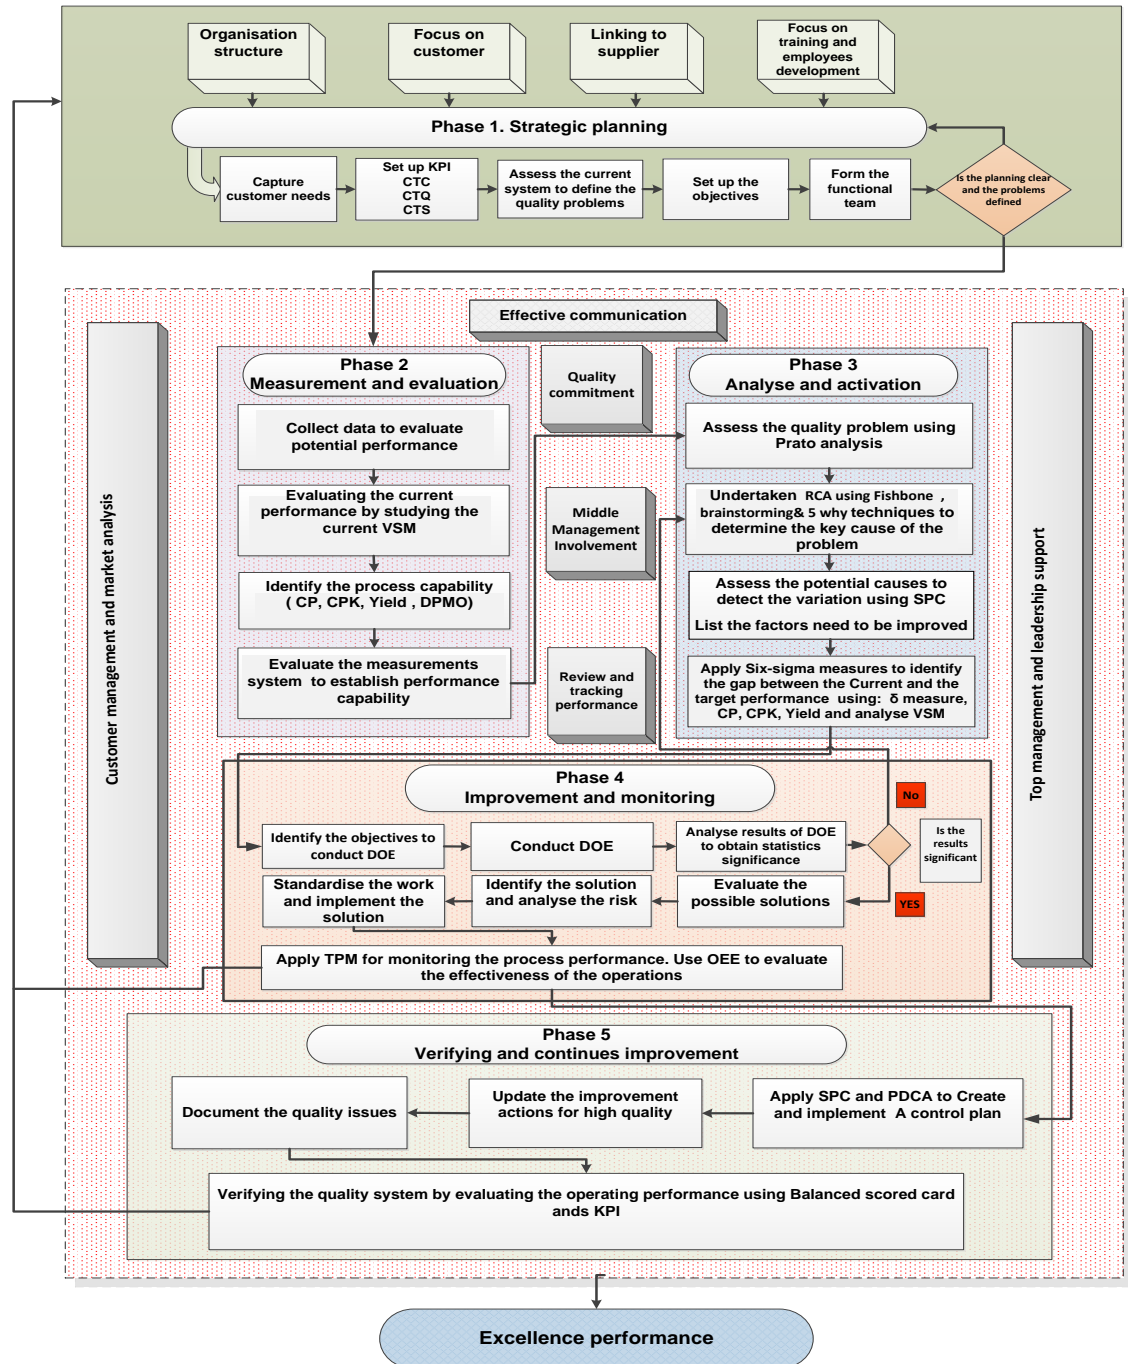 Organisation
structure
Focus on
customer
Linking to
supplier
Focus on
training and
employees
development
Phase 1. Strategic planning
Capture
customer needs
Set up KPI
CTC
CTQ
CTS
Assess the current
system to define the
quality problems
Set up the
objectives
Form the
functional
team
Is the planning clear
and the problems
defined
Effective communication
Customer management and market analysis
Top management and leadership support
Phase 2
Measurement and evaluation
Collect data to evaluate
potential performance
Evaluating the current
performance by studying the
current VSM
Identify the process capability
( CP, CPK, Yield , DPMO)
Evaluate the measurements
system to establish performance
capability
Quality
commitment
Middle
Management
Involvement
Review and
tracking
performance
Phase 3
Analyse and activation
Assess the quality problem using
Prato analysis
Undertaken RCA using Fishbone ,
brainstorming& 5 why techniques to
determine the key cause of the
problem
Assess the potential causes to
detect the variation using SPC
List the factors need to be improved
Apply Six-sigma measures to identify
the gap between the Current and the
target performance using: δ measure,
CP, CPK, Yield and analyse VSM
Phase 4
Improvement and monitoring
Identify the objectives to
conduct DOE
Conduct DOE
Analyse results of DOE
to obtain statistics
significance
No
Is the
results
significant
YES
Evaluate the
possible solutions
Identify the solution
and analyse the risk
Standardise the work
and implement the
solution
Apply TPM for monitoring the process performance. Use OEE to evaluate
the effectiveness of the operations
Phase 5
Verifying and continues improvement
Apply SPC and PDCA to Create
and implement A control plan
Update the improvement
actions for high quality
Document the quality issues
Verifying the quality system by evaluating the operating performance using Balanced scored card
ands KPI
Excellence performance